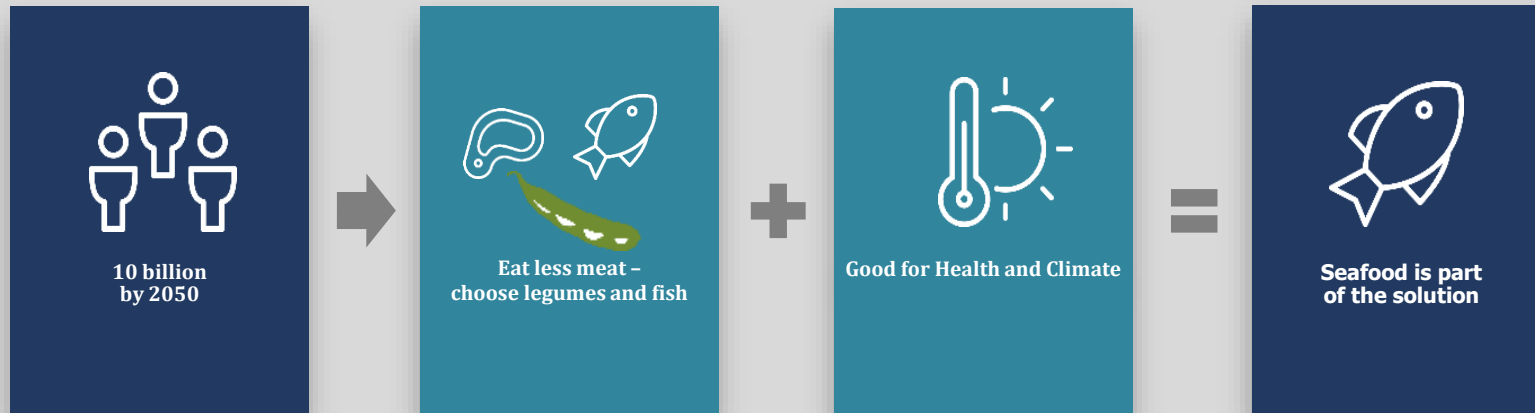 10 billion
by 2050
Eat less meat –
choose legumes and fish
Good for Health and Climate
Seafood is part
of the solution